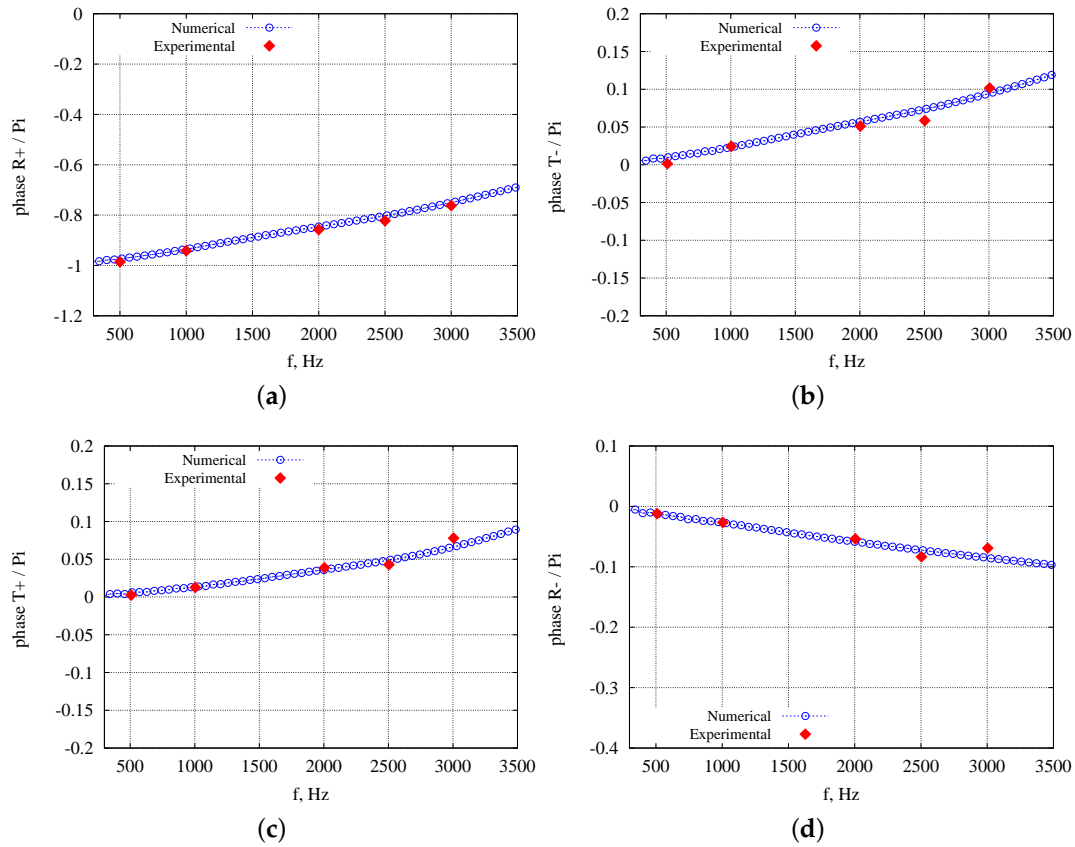 Numerical
Experimental
0
-0.2
-0.4
-0.6
-0.8
-1
-1.2
phase R+ / Pi
500 1000 1500 2000 2500 3000 3500
f, Hz
(a)
Numerical
Experimental
0.2
0.15
0.1
0.05
0
-0.05
-0.1
-0.15
-0.2
phase T- / Pi
500 1000 1500 2000 2500 3000 3500
f, Hz
(b)
Numerical
Experimental
0.2
0.15
0.1
0.05
0
-0.05
-0.1
-0.15
-0.2
phase T+ / Pi
500 1000 1500 2000 2500 3000 3500
f, Hz
(c)
0.1
0
-0.1
-0.2
-0.3
-0.4
phase R- / Pi
Numerical
Experimental
500 1000 1500 2000 2500 3000 3500
f, Hz
(d)